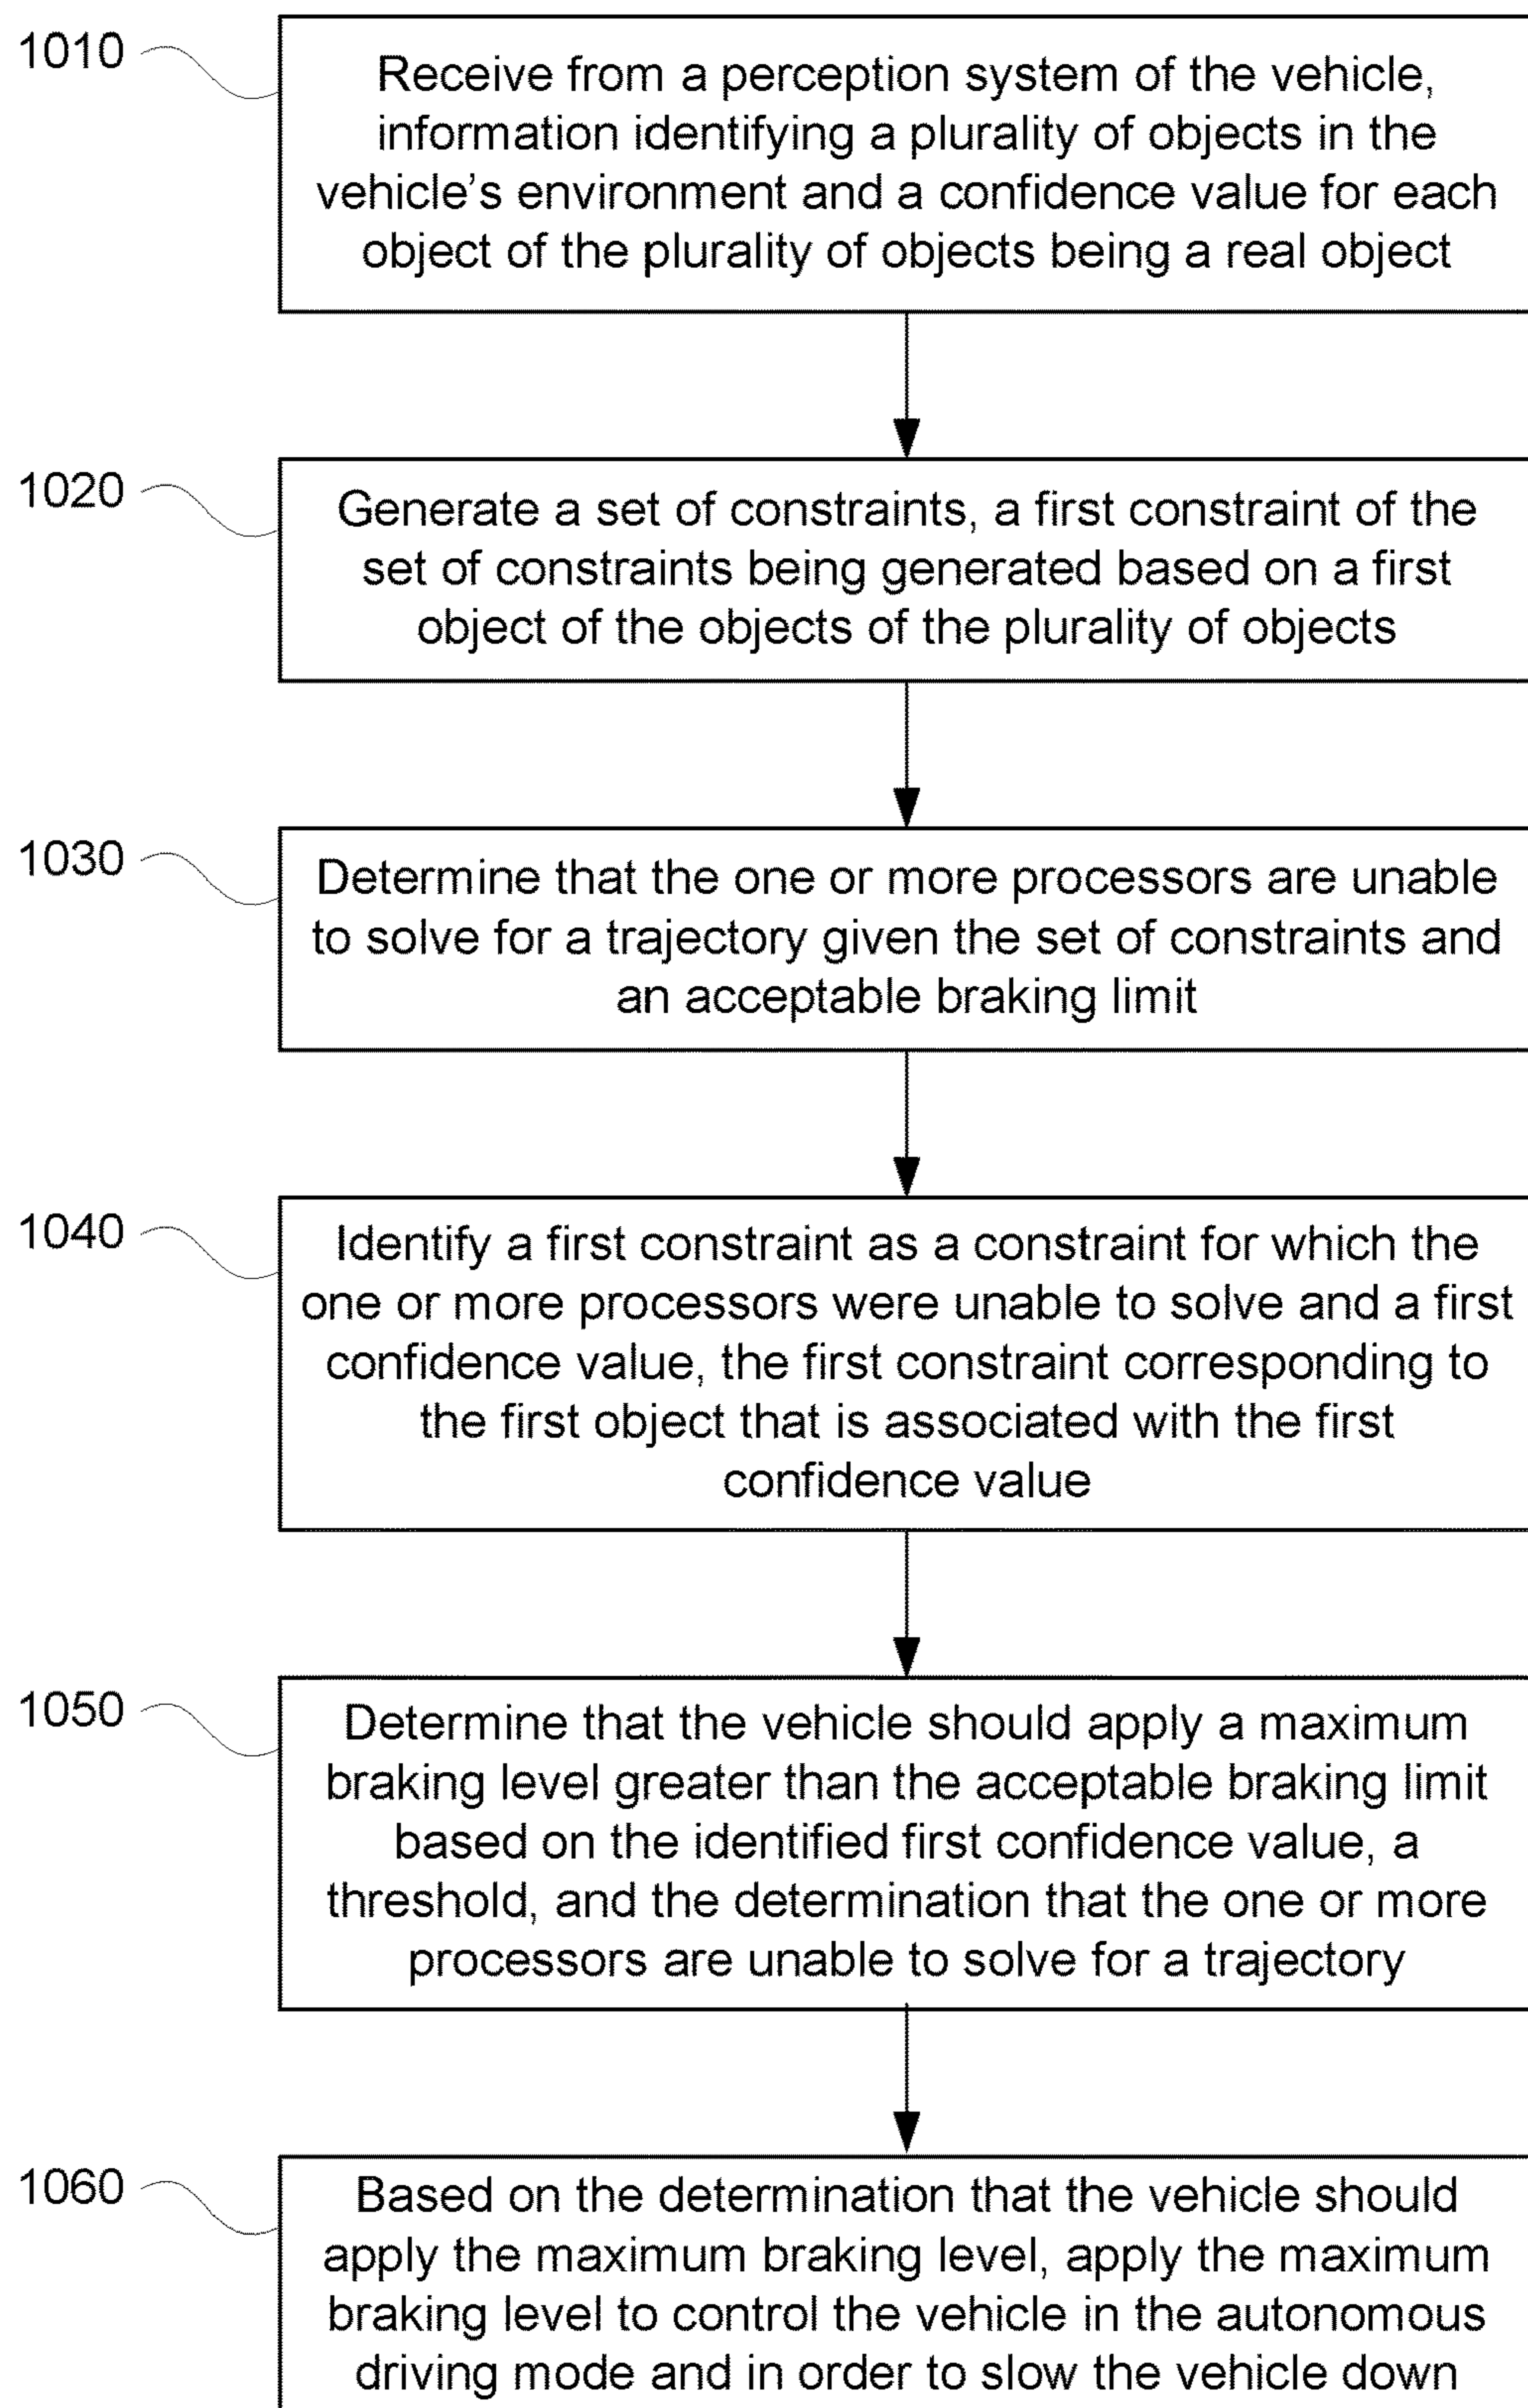 1010
Receive from a perception system of the vehicle,
information identifying a plurality of objects in the
vehicle's environment and a confidence value for each
object of the plurality of objects being a real object
1020
Generate a set of constraints, a first constraint of the
set of constraints being generated based on a first
object of the objects of the plurality of objects
1030
Determine that the one or more processors are unable
to solve for a trajectory given the set of constraints and
an acceptable braking limit
1040
Identify a first constraint as a constraint for which the
one or more processors were unable to solve and a first
confidence value, the first constraint corresponding to
the first object that is associated with the first
confidence value
1050
Determine that the vehicle should apply a maximum
braking level greater than the acceptable braking limit
based on the identified first confidence value, a
threshold, and the determination that the one or more
processors are unable to solve for a trajectory
1060
Based on the determination that the vehicle should
apply the maximum braking level, apply the maximum
braking level to control the vehicle in the autonomous
driving mode and in order to slow the vehicle down